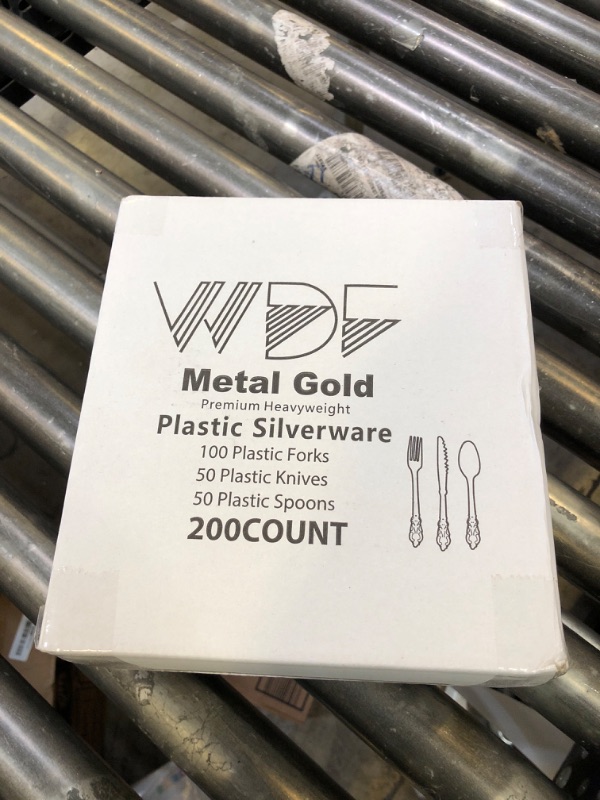 WDF
Metal Gold
Premium Heavyweight
Plastic Silverware
100 Plastic Forks
50 Plastic Knives
50 Plastic Spoons
200COUNT